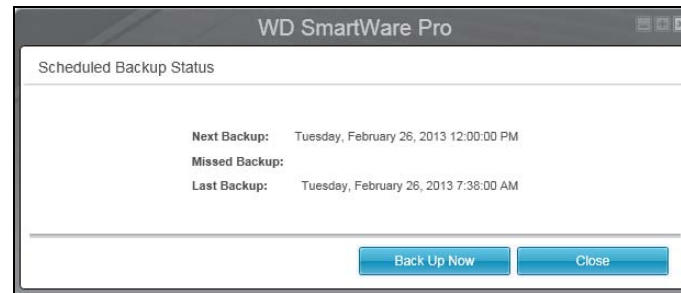 WD SmartWare Pro
Scheduled Backup Status
Next Backup: Tuesday, February 26, 2013 12:00:00 PM
Missed Backup:
Last Backup: Tuesday, February 26, 2013 7:38:00 AM
Back Up Now Close